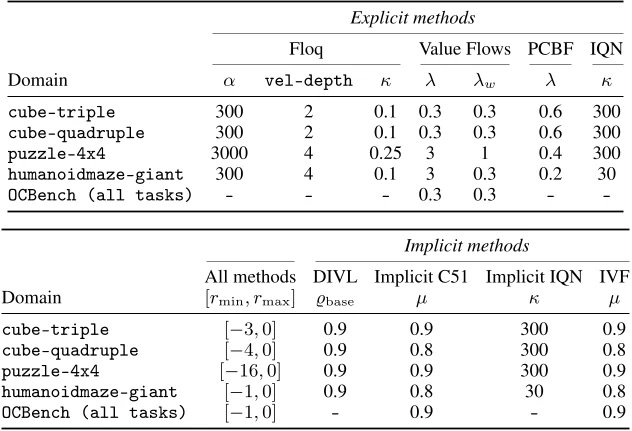 Explicit methods
Floq Value Flows PCBF IQN
Domain α vel-depth κ λ λw λ κ
cube-triple 300 2 0.1 0.3 0.3 0.6 300
cube-quadruple 300 2 0.1 0.3 0.3 0.6 300
puzzle-4x4 3000 4 0.25 3 1 0.4 300
humanoidmaze-giant 300 4 0.1 3 0.3 0.2 30
OCBench (all tasks) – – – 0.3 0.3 – –
Implicit methods
All methods DIVL Implicit C51 Implicit IQN IVF
Domain [rmin, rmax] ϱbase μ κ μ
cube-triple [−3, 0] 0.9 0.9 300 0.9
cube-quadruple [−4, 0] 0.9 0.8 300 0.8
puzzle-4x4 [−16, 0] 0.9 0.9 300 0.9
humanoidmaze-giant [−1, 0] 0.9 0.8 30 0.8
OCBench (all tasks) [−1, 0] – 0.9 0.9